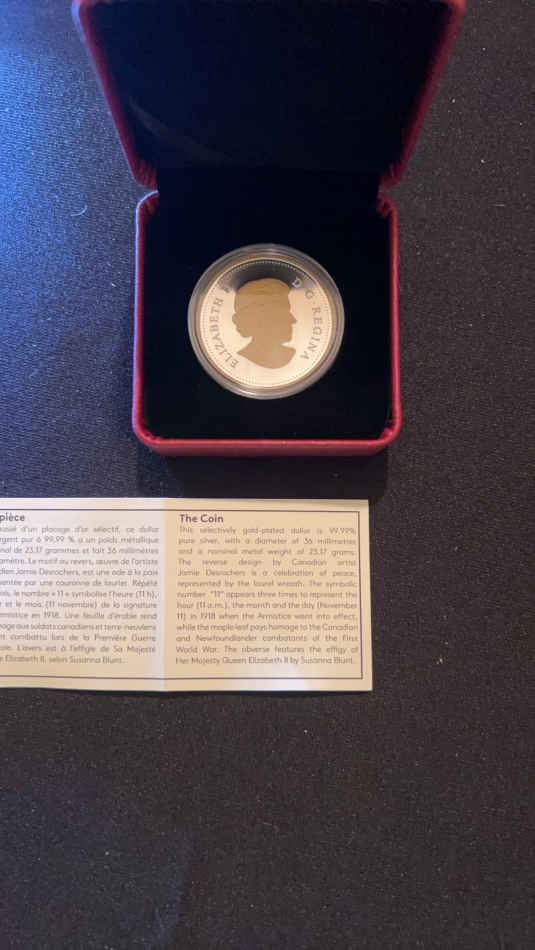 ELIZABETH II
D·G·REGINA
pièce
d'un placage d'or sélectif, ce dollar
argent pur à 99,99 % a un poids métallique
nal de 23,17 grammes et fait 36 millimètres
amètre. Le motif au revers, œuvre de l'artiste
dien Jamie Desrochers, est une ode à la paix
sentée par une couronne de laurier. Répété
ois, le nombre « 11 » symbolise l'heure (11 h),
r et le mois (11 novembre) de la signature
rmistice en 1918. Une feuille d'érable rend
mage aux soldats canadiens et terre-neuviens
nt combattu lors de la Première Guerre
ale. L'avers est à l'effigie de Sa Majesté
e Elizabeth II, selon Susanna Blunt.
The Coin
This selectively gold-plated dollar is 99.99%
pure silver, with a diameter of 36 millimetres
and a nominal metal weight of 23.17 grams.
The reverse design by Canadian artist
Jamie Desrochers is a celebration of peace,
represented by the laurel wreath. The symbolic
number "11" appears three times to represent the
hour (11 a.m.), the month and the day (November
11) in 1918 when the Armistice went into effect,
while the maple leaf pays homage to the Canadian
and Newfoundlander combatants of the First
World War. The obverse features the effigy of
Her Majesty Queen Elizabeth II by Susanna Blunt.